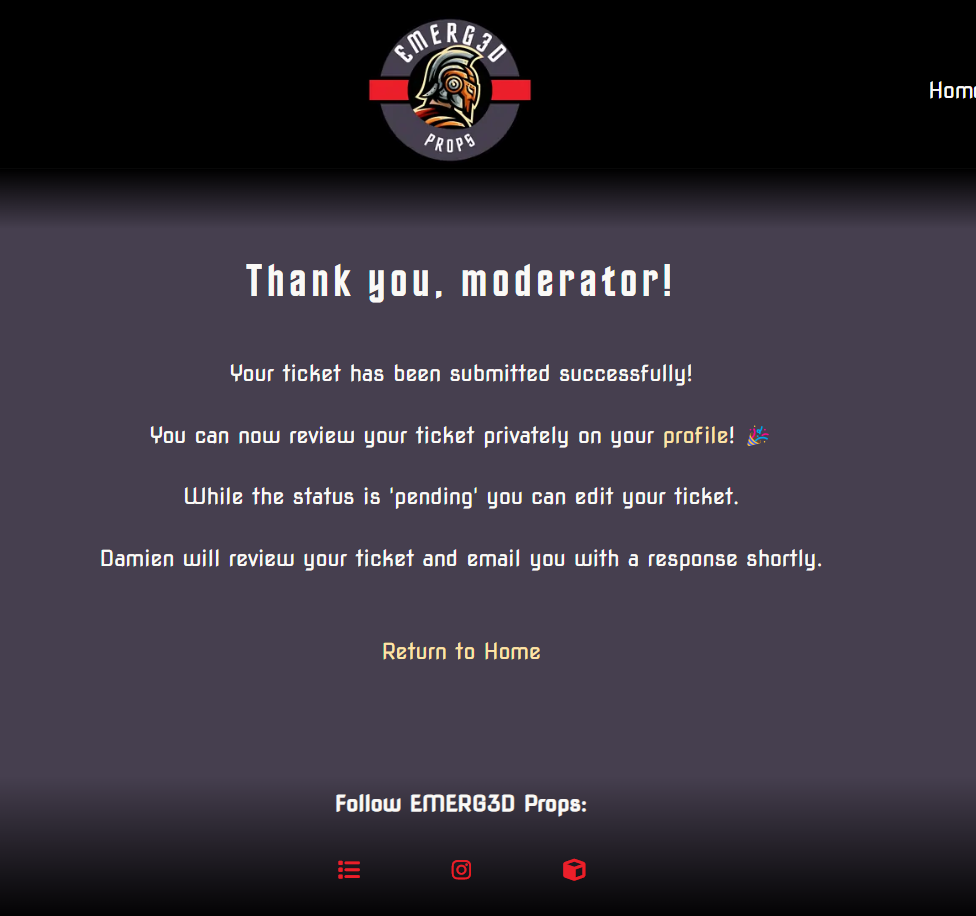 EMERG3D
PROPS
Home
Thank you, moderator!
Your ticket has been submitted successfully!
You can now review your ticket privately on your profile! 🎉
While the status is 'pending' you can edit your ticket.
Damien will review your ticket and email you with a response shortly.
Return to Home
Follow EMERG3D Props: